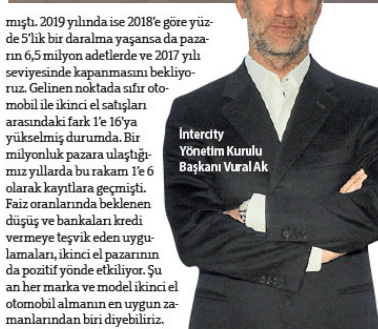 mıştı. 2019 yılında ise 2018'e göre yüz-
de 5'lik bir daralma yaşansa da paza-
rın 6,5 milyon adetlerde ve 2017 yılı
seviyesinde kapanmasını bekliyo-
ruz. Gelinen noktada sıfır oto-
mobil ile ikinci el satışları
arasındaki fark 1'e 16'ya
yükselmiş durumda. Bir
milyonluk pazara ulaştığı-
mız yıllarda bu rakam 1'e 6
olarak kayıtlara geçmişti.
Faiz oranlarında beklenen
düşüş ve bankaları kredi
vermeye teşvik eden uygu-
lamaları, ikinci el pazarının
da pozitif yönde etkiliyor. Şu
an her marka ve model ikinci el
otomobil almanın en uygun za-
manlarından biri diyebiliriz.
İntercity
Yönetim Kurulu
Başkanı Vural Ak